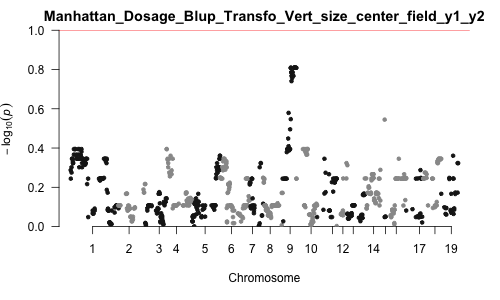 Manhattan_Dosage_Blup_Transfo_Vert_size_center_field_y1_y2
1.0
0.8
0.6
0.4
0.2
0.0
− log₁₀(p)
1 2 3 4 5 6 7 8 9 10 12 14 17 19
Chromosome